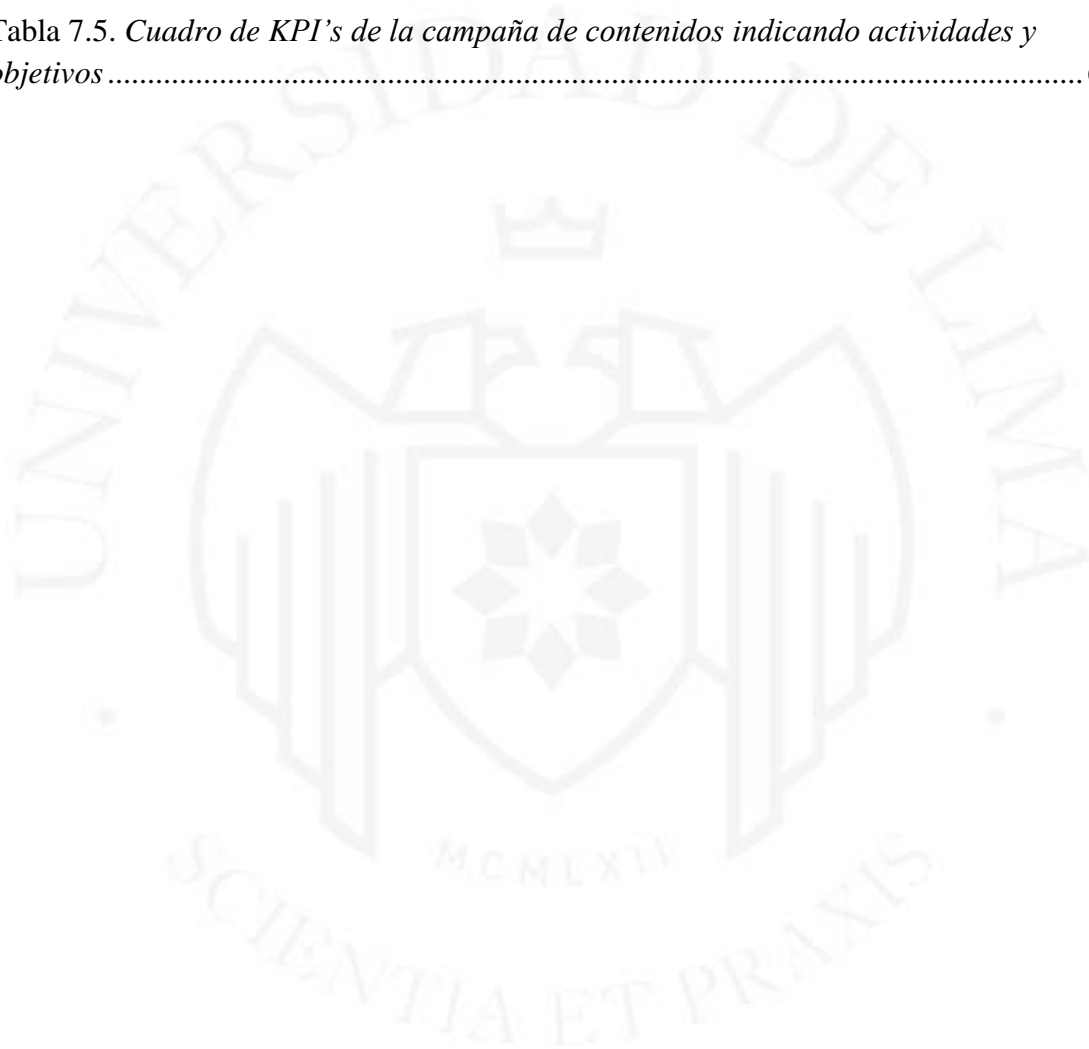 Tabla 7.5. Cuadro de KPI’s de la campaña de contenidos indicando actividades y
objetivos ..........................................................................................................................
UNIVERSIDAD DE LIMA
MCMLXII
SCIENTIA ET PRAXIS